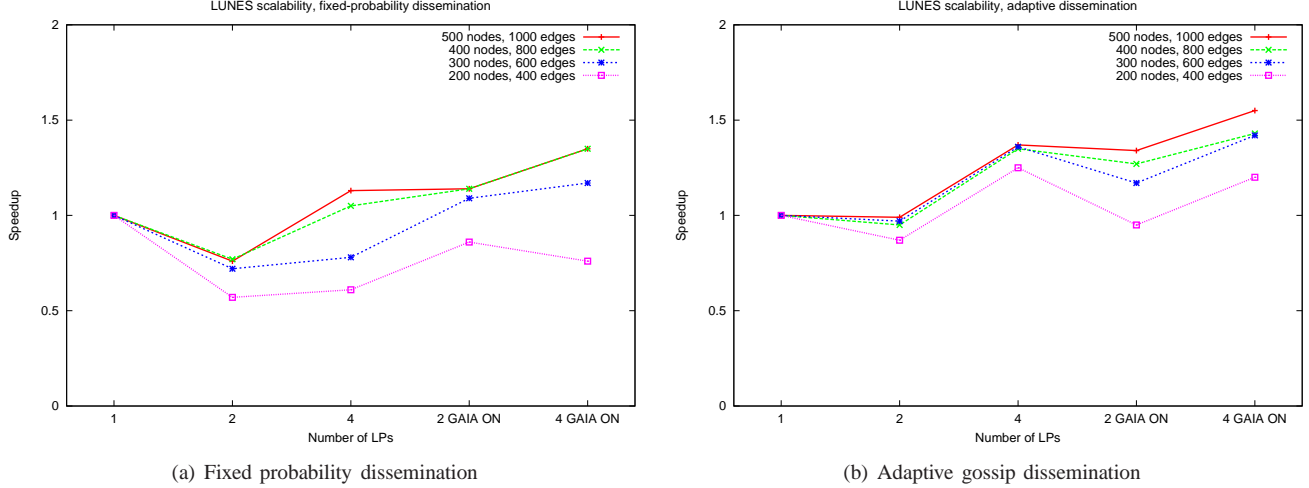 LUNES scalability, fixed-probability dissemination
2
1.5
1
0.5
0
Speedup
500 nodes, 1000 edges
400 nodes, 800 edges
300 nodes, 600 edges
200 nodes, 400 edges
1 2 4 2 GAIA ON 4 GAIA ON
Number of LPs
(a) Fixed probability dissemination
LUNES scalability, adaptive dissemination
2
1.5
1
0.5
0
Speedup
500 nodes, 1000 edges
400 nodes, 800 edges
300 nodes, 600 edges
200 nodes, 400 edges
1 2 4 2 GAIA ON 4 GAIA ON
Number of LPs
(b) Adaptive gossip dissemination